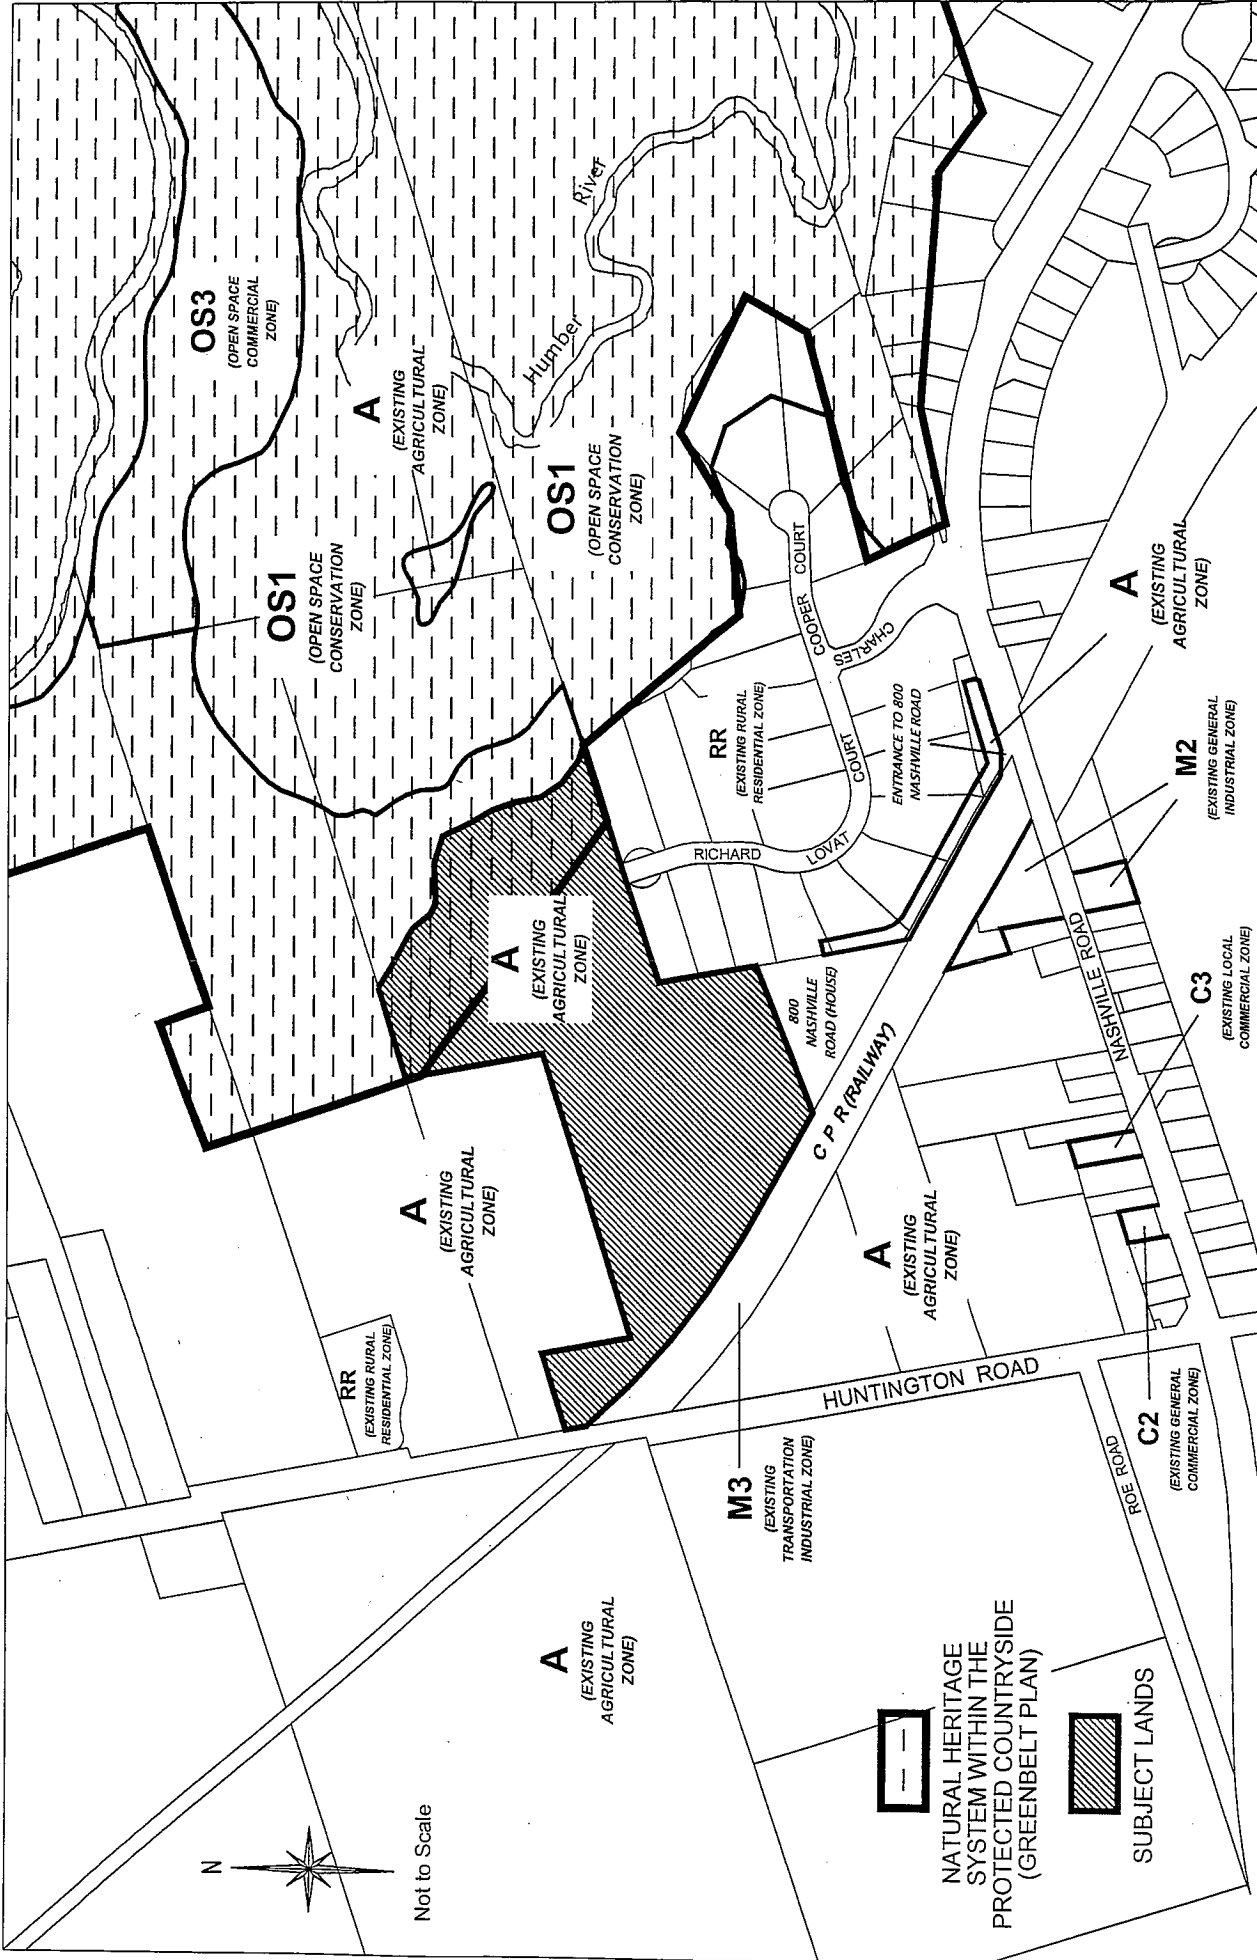 N
Not to Scale
OS3
(OPEN SPACE
COMMERCIAL
ZONE)
A
(EXISTING
AGRICULTURAL
ZONE)
Humber
River
OS1
(OPEN SPACE
CONSERVATION
ZONE)
OS1
(OPEN SPACE
CONSERVATION
ZONE)
A
(EXISTING
AGRICULTURAL
ZONE)
A
(EXISTING
AGRICULTURAL
ZONE)
RR
(EXISTING RURAL
RESIDENTIAL ZONE)
A
(EXISTING
AGRICULTURAL
ZONE)
RR
(EXISTING RURAL
RESIDENTIAL ZONE)
RICHARD
LOVAT
COURT
COOPER
COURT
CHARLES
ENTRANCE TO 800
NASHVILLE ROAD
800
NASHVILLE
ROAD (HOUSE)
C P R (RAILWAY)
M3
(EXISTING
TRANSPORTATION
INDUSTRIAL ZONE)
A
(EXISTING
AGRICULTURAL
ZONE)
HUNTINGTON ROAD
ROE ROAD
NASHVILLE ROAD
A
(EXISTING
AGRICULTURAL
ZONE)
M2
(EXISTING GENERAL
INDUSTRIAL ZONE)
C3
(EXISTING LOCAL
COMMERCIAL ZONE)
C2
(EXISTING GENERAL
COMMERCIAL ZONE)
NATURAL HERITAGE
SYSTEM WITHIN THE
PROTECTED COUNTRYSIDE
(GREENBELT PLAN)
SUBJECT LANDS